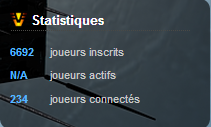 Statistiques
6692 joueurs inscrits
N/A joueurs actifs
234 joueurs connectés